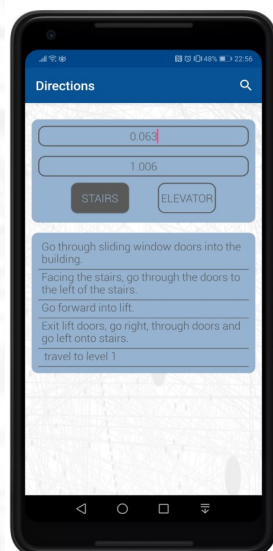 48% 22:56
Directions
0.063
1.006
STAIRS
ELEVATOR
Go through sliding window doors into the
building.
Facing the stairs, go through the doors to
the left of the stairs.
Go forward into lift.
Exit lift doors, go right, through doors and
go left onto stairs.
travel to level 1